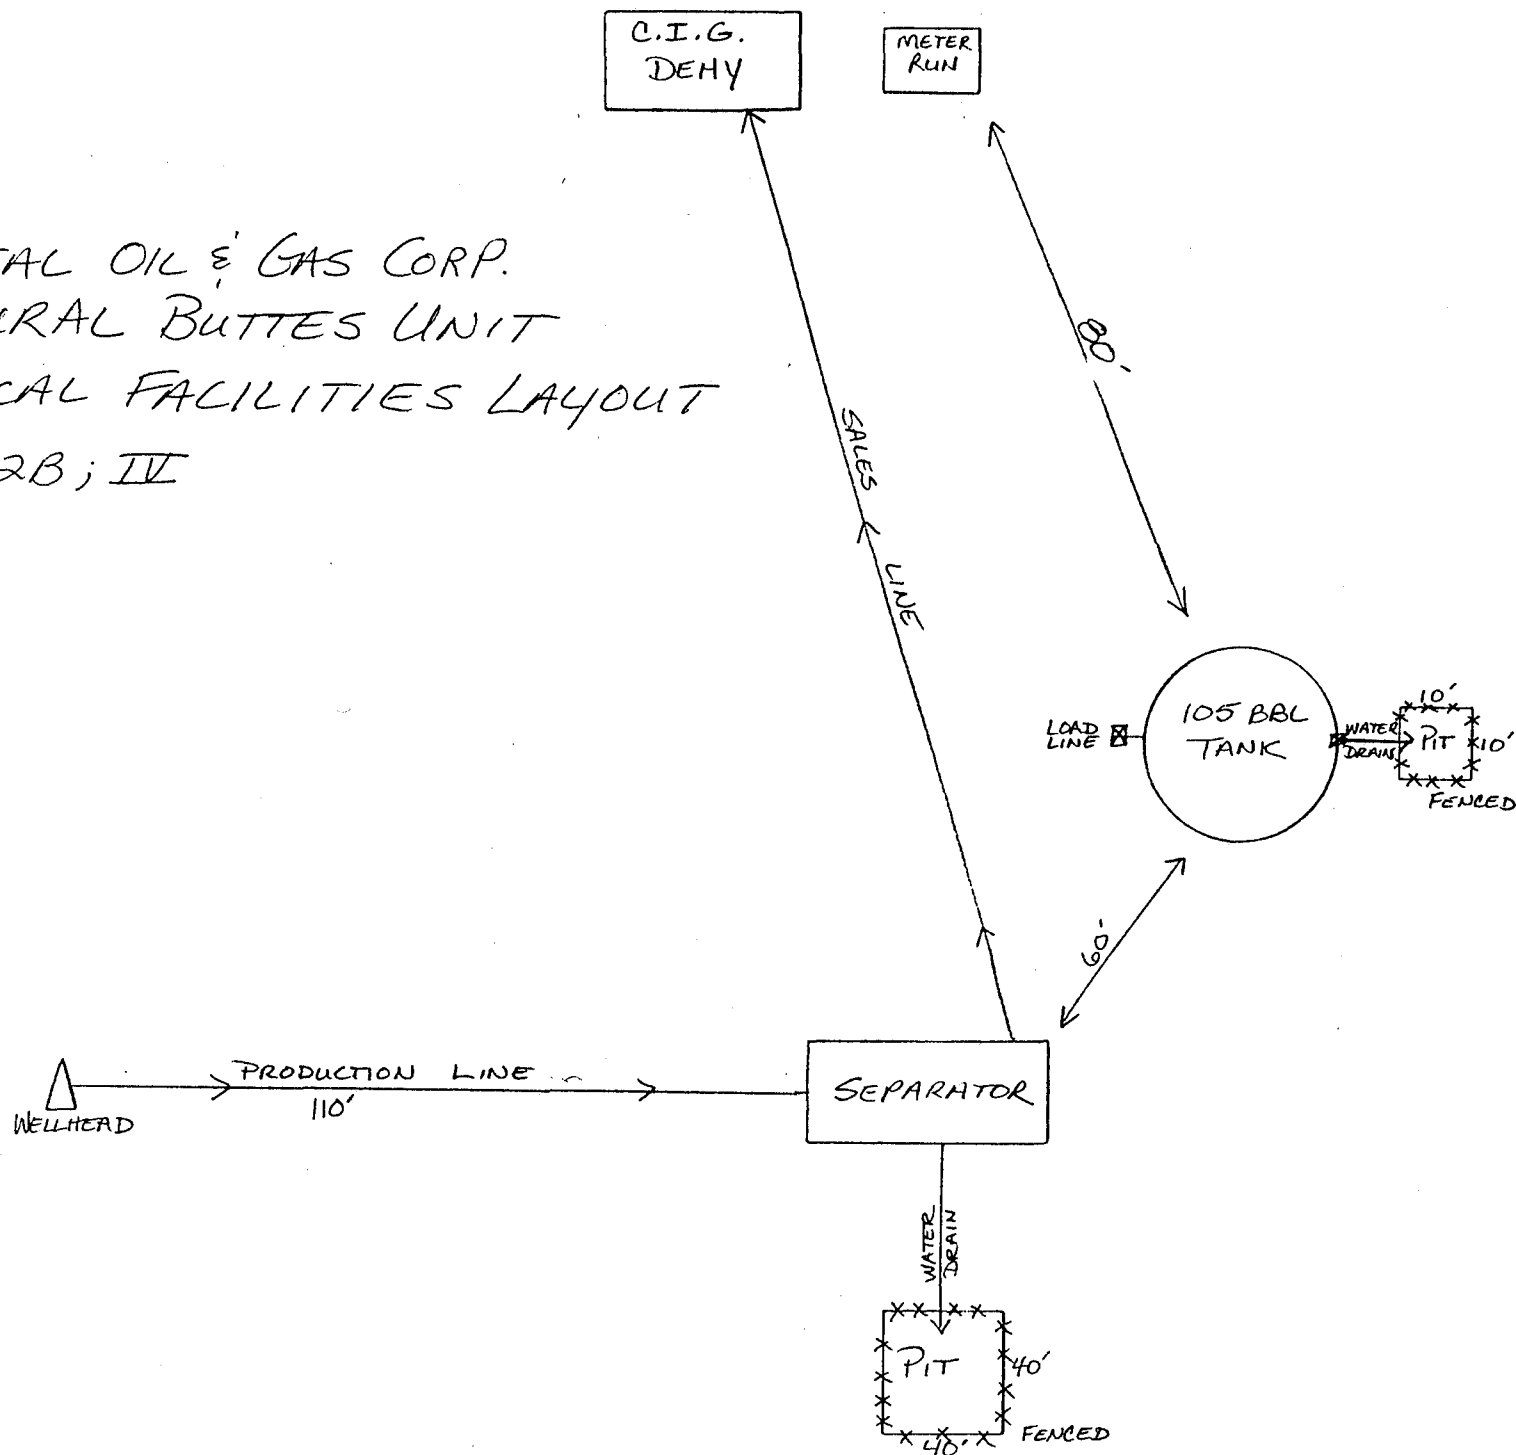 C.I.G.
DEHY
METER
RUN
TAL OIL & GAS CORP.
URAL BUTTES UNIT
CAL FACILITIES LAYOUT
2B; IV
80'
SALES LINE
LOAD
LINE
105 BBL
TANK
WATER
DRAIN
10'
PIT
10'
FENCED
60'
WELLHEAD
PRODUCTION LINE
110'
SEPARATOR
WATER
DRAIN
PIT
40'
40'
FENCED